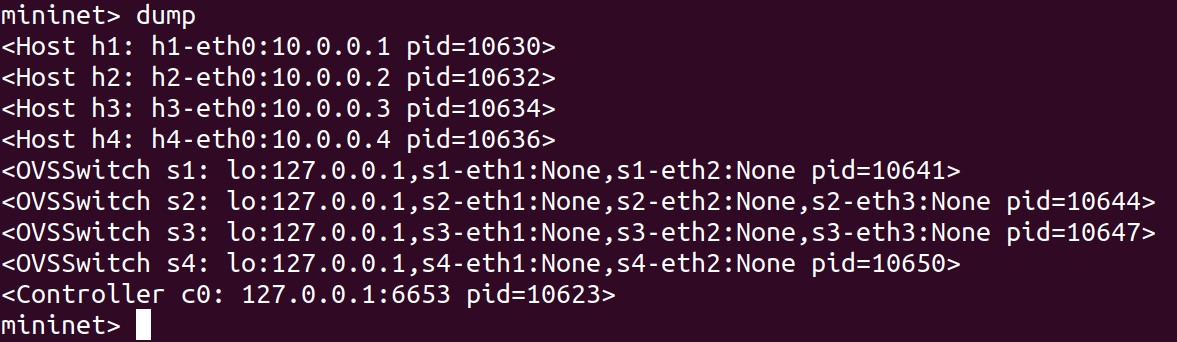 mininet> dump
<Host h1: h1-eth0:10.0.0.1 pid=10630>
<Host h2: h2-eth0:10.0.0.2 pid=10632>
<Host h3: h3-eth0:10.0.0.3 pid=10634>
<Host h4: h4-eth0:10.0.0.4 pid=10636>
<OVSSwitch s1: lo:127.0.0.1,s1-eth1:None,s1-eth2:None pid=10641>
<OVSSwitch s2: lo:127.0.0.1,s2-eth1:None,s2-eth2:None,s2-eth3:None pid=10644>
<OVSSwitch s3: lo:127.0.0.1,s3-eth1:None,s3-eth2:None,s3-eth3:None pid=10647>
<OVSSwitch s4: lo:127.0.0.1,s4-eth1:None,s4-eth2:None pid=10650>
<Controller c0: 127.0.0.1:6653 pid=10623>
mininet>